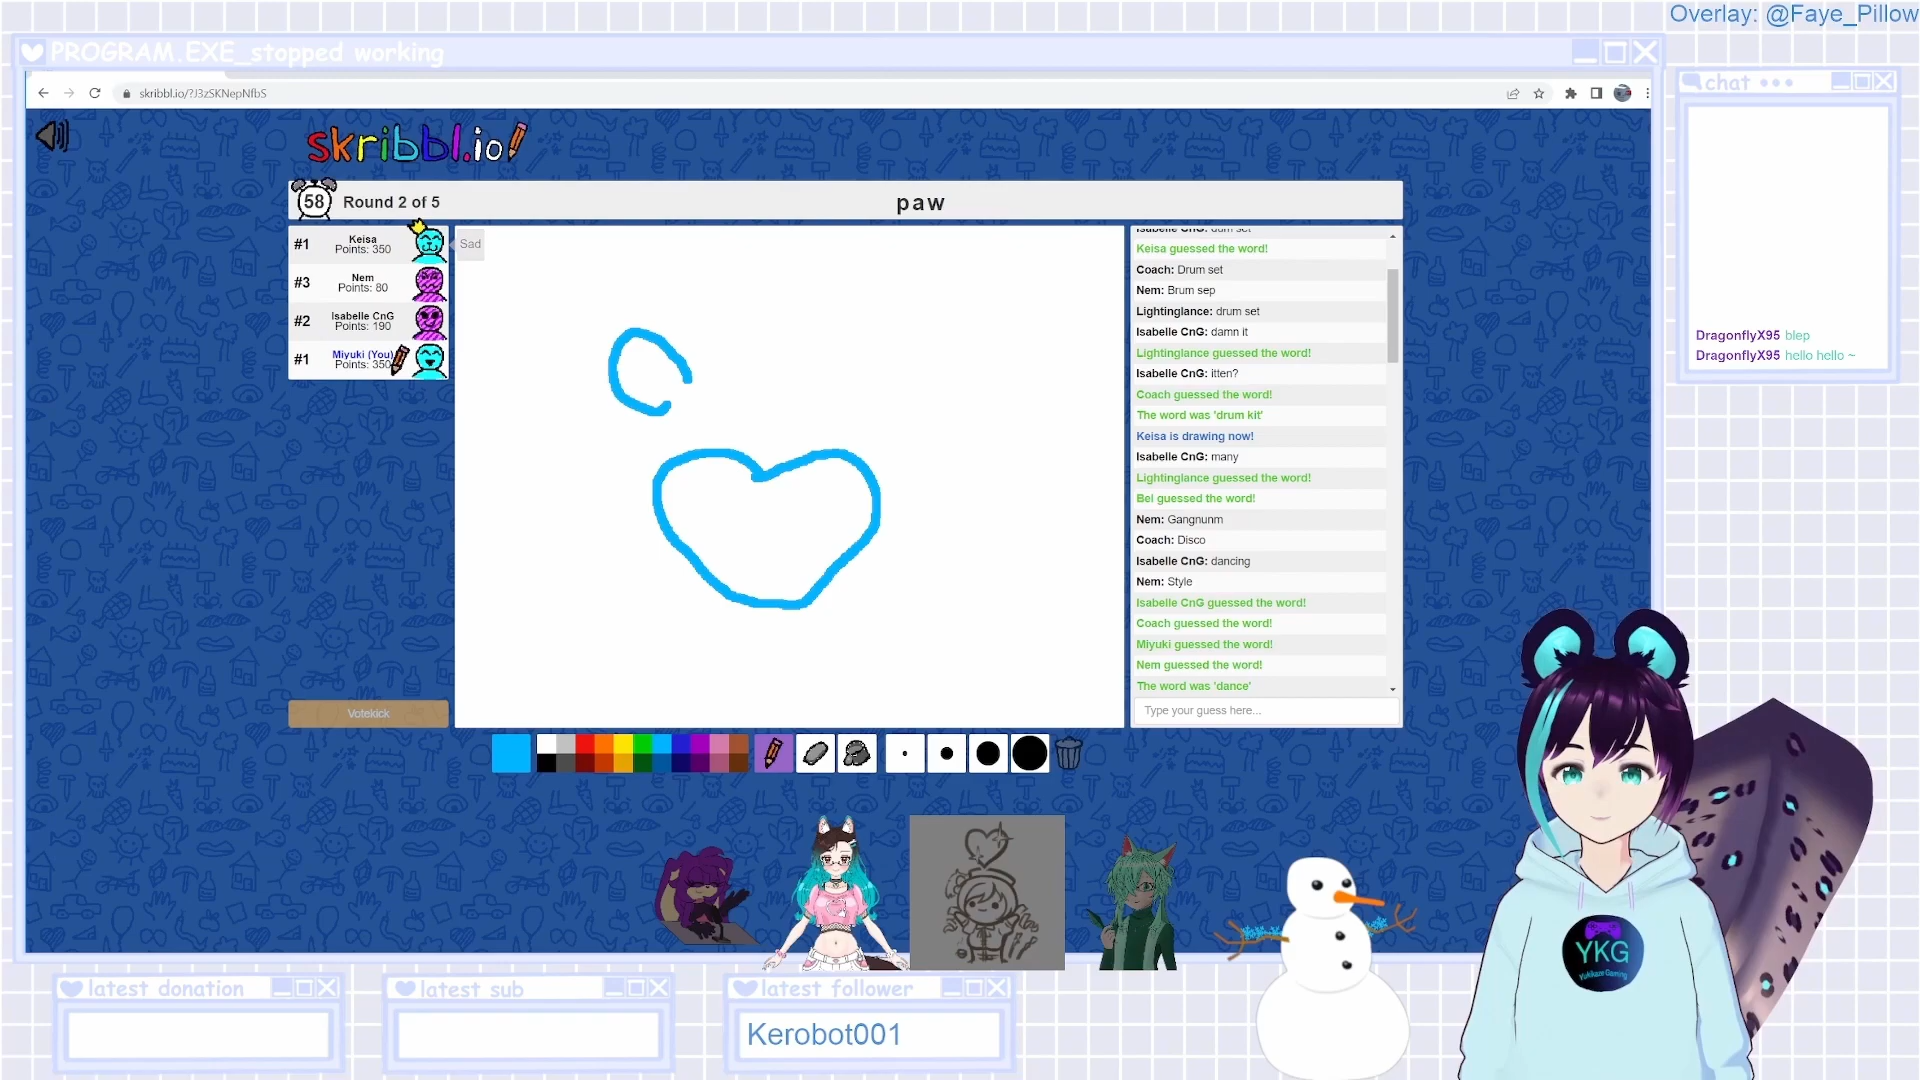 Overlay: @Faye_Pillow
PROGRAM.EXE_stopped working
skribbl.io/?J3zSKNepNfbS
chat
skribbl.io!
58
Round 2 of 5
paw
#1
Keisa
Points: 350
#3
Nem
Points: 80
#2
Isabelle CnG
Points: 190
#1
Miyuki (You)
Points: 350
Sad
Isabelle CnG: dum set
Keisa guessed the word!
Coach: Drum set
Nem: Brum sep
Lightinglance: drum set
Isabelle CnG: damn it
Lightinglance guessed the word!
Isabelle CnG: itten?
Coach guessed the word!
The word was 'drum kit'
Keisa is drawing now!
Isabelle CnG: many
Lightinglance guessed the word!
Bel guessed the word!
Nem: Gangnunm
Coach: Disco
Isabelle CnG: dancing
Nem: Style
Isabelle CnG guessed the word!
Coach guessed the word!
Miyuki guessed the word!
Nem guessed the word!
The word was 'dance'
Type your guess here...
Votekick
DragonflyX95 blep
DragonflyX95 hello hello ~
YKG
Yukikaze Gaming
latest donation
latest sub
latest follower
Kerobot001